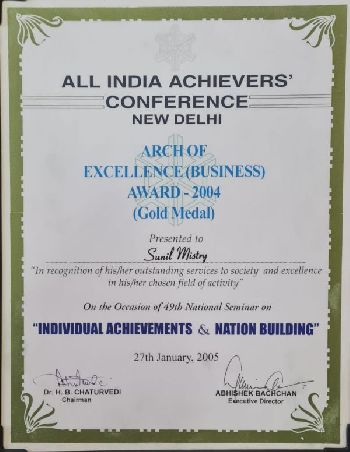 ALL INDIA ACHIEVERS'
CONFERENCE
NEW DELHI
ARCH OF
EXCELLENCE (BUSINESS)
AWARD - 2004
(Gold Medal)
Presented to
Sunil Mistry
"In recognition of his/her outstanding services to society and excellence
in his/her chosen field of activity"
On the Occasion of 49th National Seminar on
"INDIVIDUAL ACHIEVEMENTS & NATION BUILDING"
27th January, 2005
Dr. H. B. CHATURVEDI
Chairman
ABHISHEK BACHCHAN
Executive Director